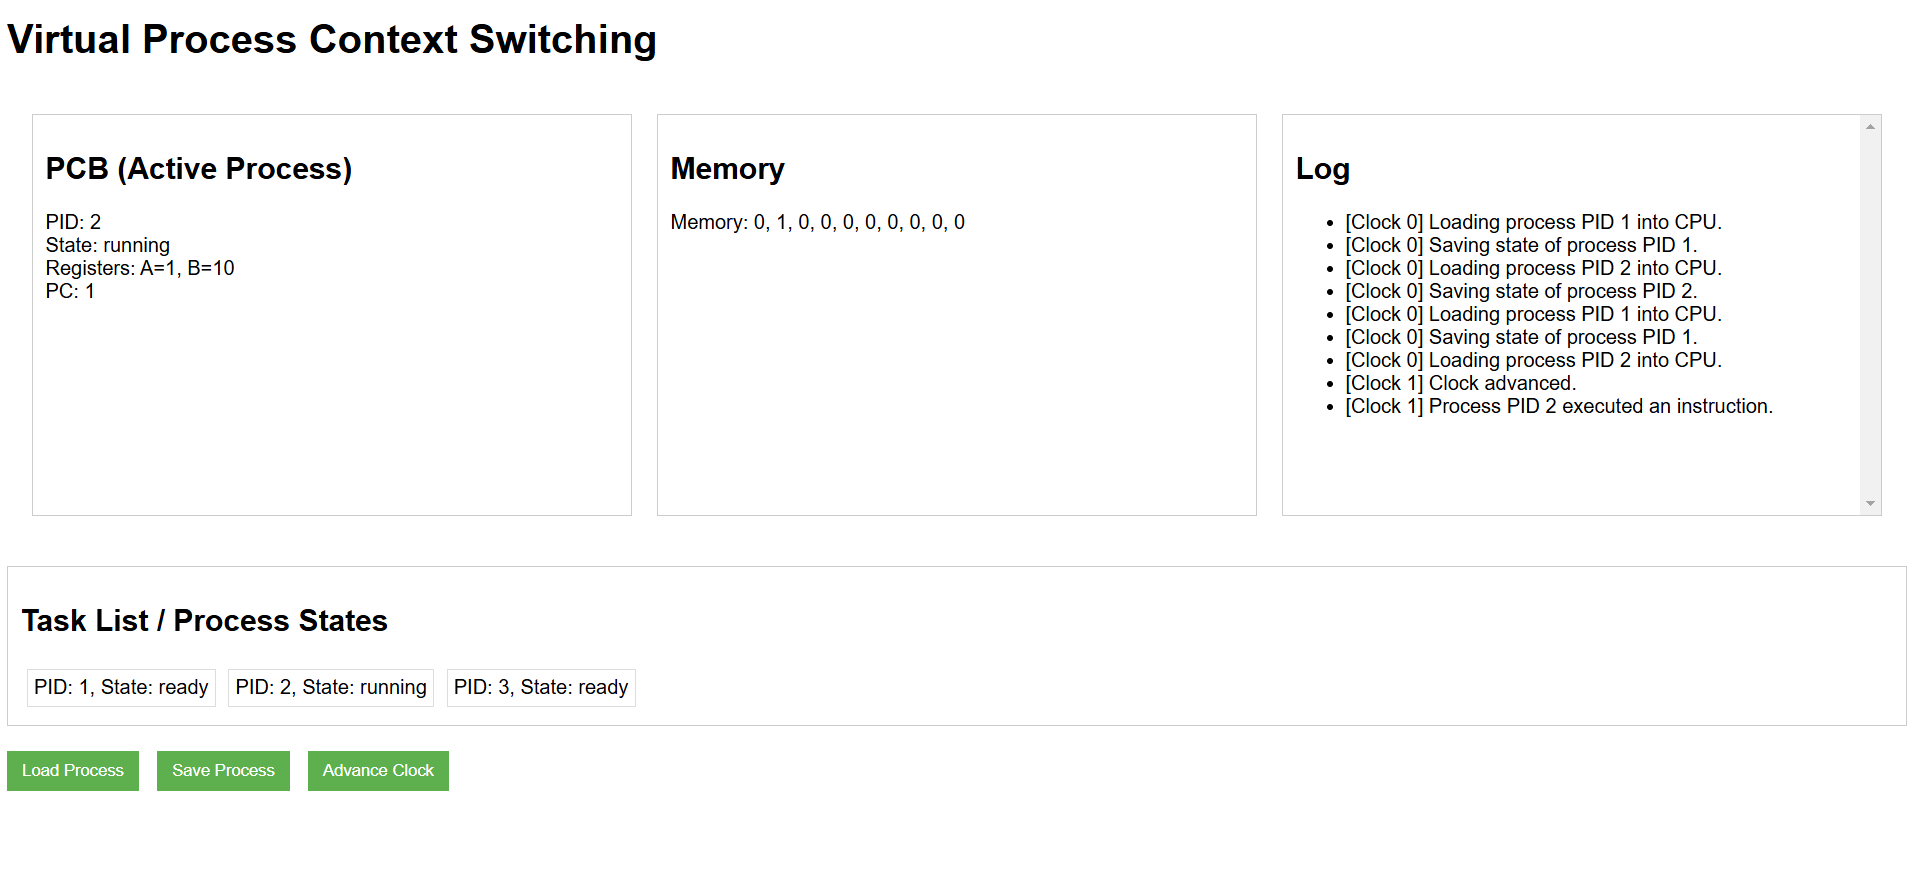 Virtual Process Context Switching
PCB (Active Process)
PID: 2
State: running
Registers: A=1, B=10
PC: 1
Memory
Memory: 0, 1, 0, 0, 0, 0, 0, 0, 0, 0
Log
[Clock 0] Loading process PID 1 into CPU.
[Clock 0] Saving state of process PID 1.
[Clock 0] Loading process PID 2 into CPU.
[Clock 0] Saving state of process PID 2.
[Clock 0] Loading process PID 1 into CPU.
[Clock 0] Saving state of process PID 1.
[Clock 0] Loading process PID 2 into CPU.
[Clock 1] Clock advanced.
[Clock 1] Process PID 2 executed an instruction.
Task List / Process States
PID: 1, State: ready
PID: 2, State: running
PID: 3, State: ready
Load Process
Save Process
Advance Clock